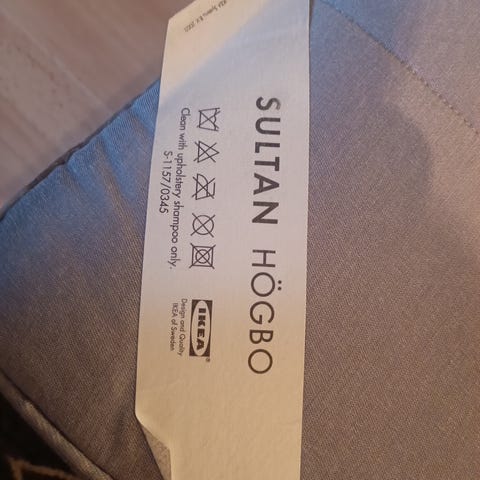 SULTAN HÖGBO
Clean with upholstery shampoo only.
S-1157/0345
IKEA®
Design and Quality
IKEA of Sweden